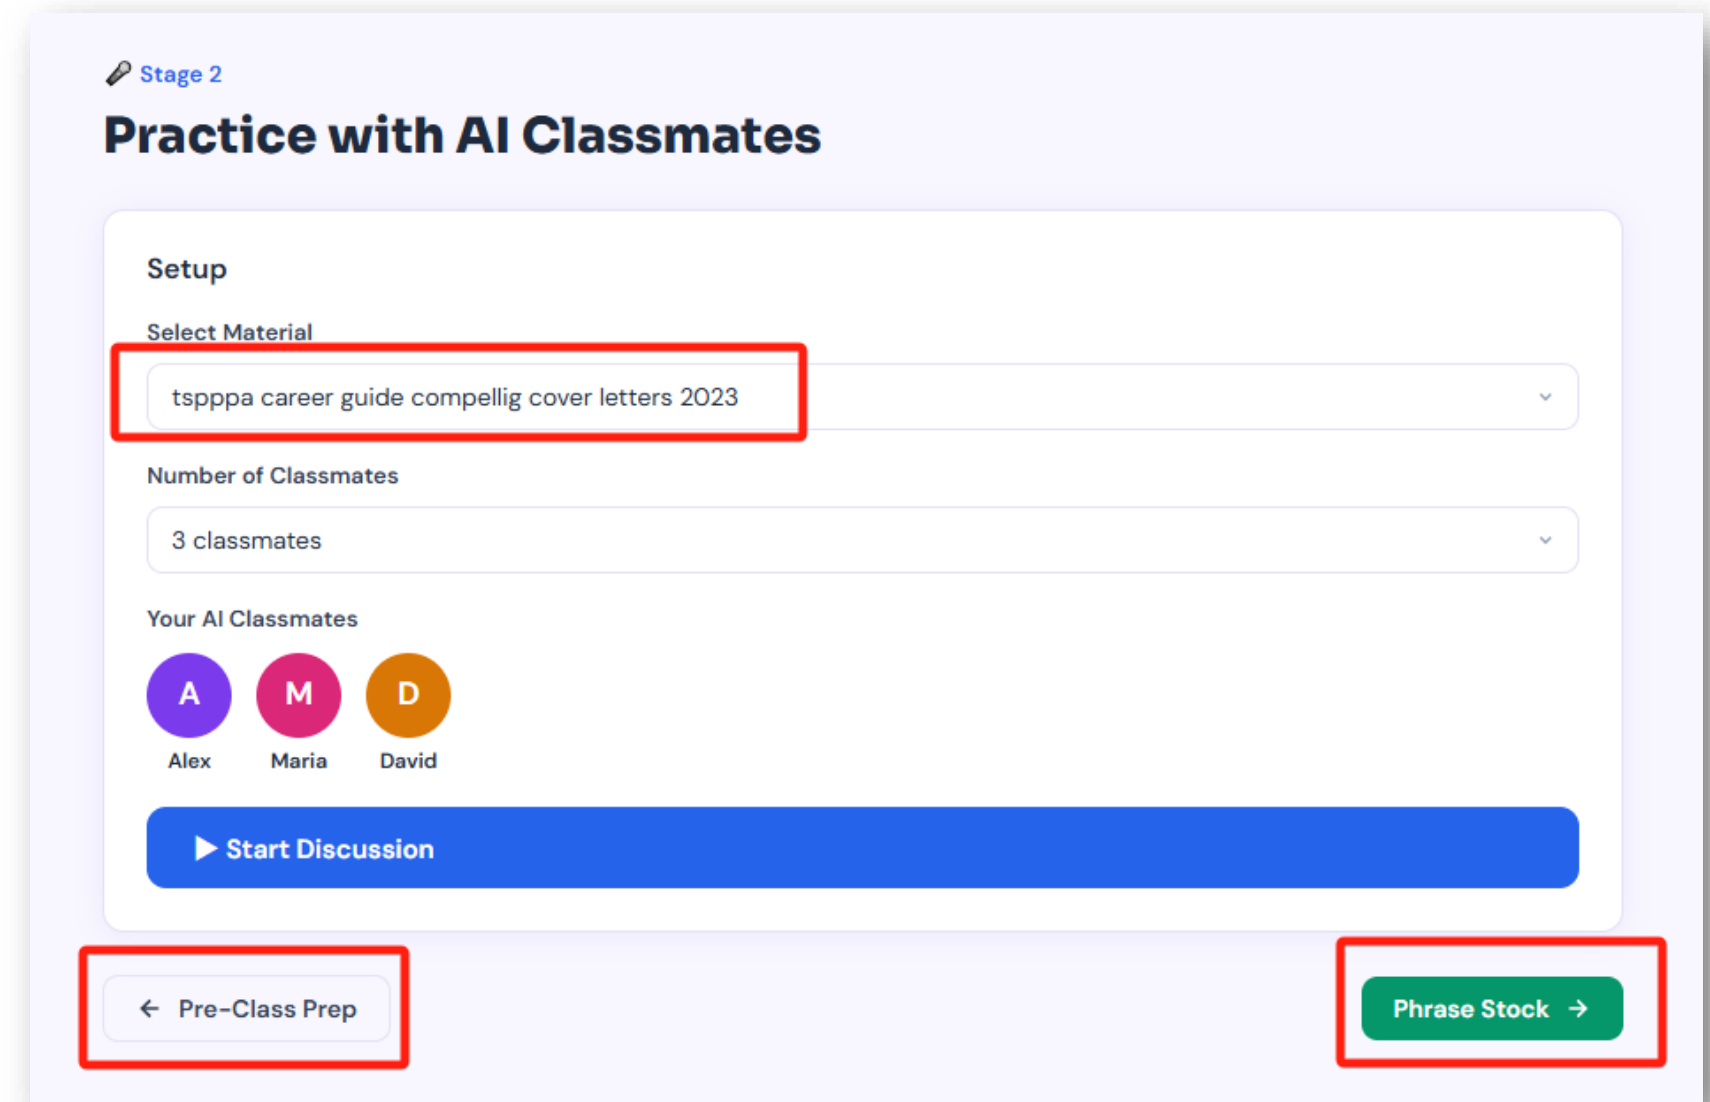 Stage 2
Practice with AI Classmates
Setup
Select Material
tspppa career guide compellig cover letters 2023
Number of Classmates
3 classmates
Your AI Classmates
A M D
Alex Maria David
▶ Start Discussion
← Pre-Class Prep
Phrase Stock →